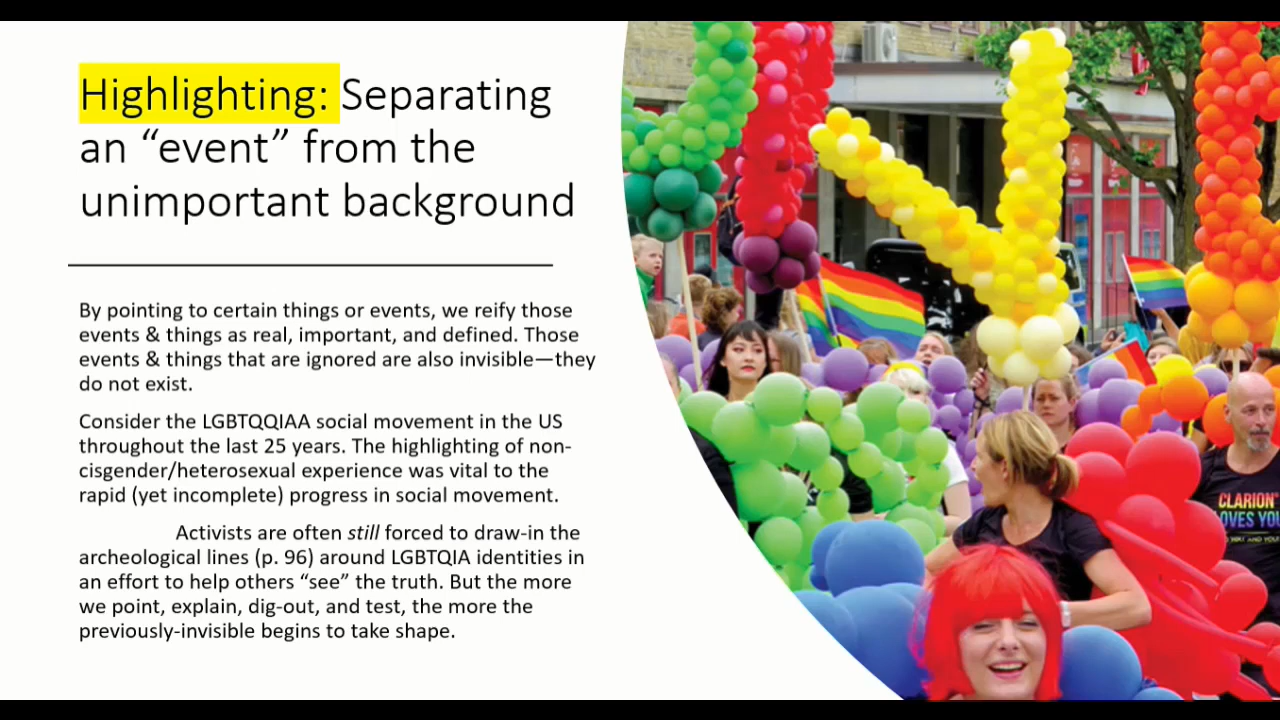 Highlighting: Separating
an “event” from the
unimportant background
By pointing to certain things or events, we reify those
events & things as real, important, and defined. Those
events & things that are ignored are also invisible—they
do not exist.
Consider the LGBTQQIAA social movement in the US
throughout the last 25 years. The highlighting of non-
cisgender/heterosexual experience was vital to the
rapid (yet incomplete) progress in social movement.
Activists are often still forced to draw-in the
archeological lines (p. 96) around LGBTQIA identities in
an effort to help others “see” the truth. But the more
we point, explain, dig-out, and test, the more the
previously-invisible begins to take shape.
CLARION
LOVES YOU